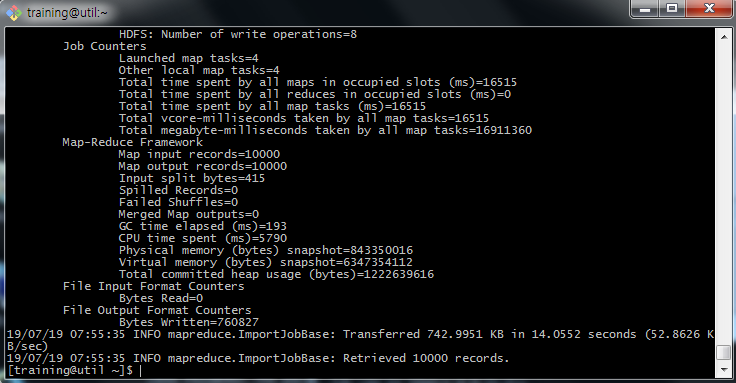 training@util:~
HDFS: Number of write operations=8
Job Counters
Launched map tasks=4
Other local map tasks=4
Total time spent by all maps in occupied slots (ms)=16515
Total time spent by all reduces in occupied slots (ms)=0
Total time spent by all map tasks (ms)=16515
Total vcore-milliseconds taken by all map tasks=16515
Total megabyte-milliseconds taken by all map tasks=16911360
Map-Reduce Framework
Map input records=10000
Map output records=10000
Input split bytes=415
Spilled Records=0
Failed Shuffles=0
Merged Map outputs=0
GC time elapsed (ms)=193
CPU time spent (ms)=5790
Physical memory (bytes) snapshot=843350016
Virtual memory (bytes) snapshot=6347354112
Total committed heap usage (bytes)=1222639616
File Input Format Counters
Bytes Read=0
File Output Format Counters
Bytes Written=760827
19/07/19 07:55:35 INFO mapreduce.ImportJobBase: Transferred 742.9951 KB in 14.0552 seconds (52.8626 K
B/sec)
19/07/19 07:55:35 INFO mapreduce.ImportJobBase: Retrieved 10000 records.
[training@util ~]$